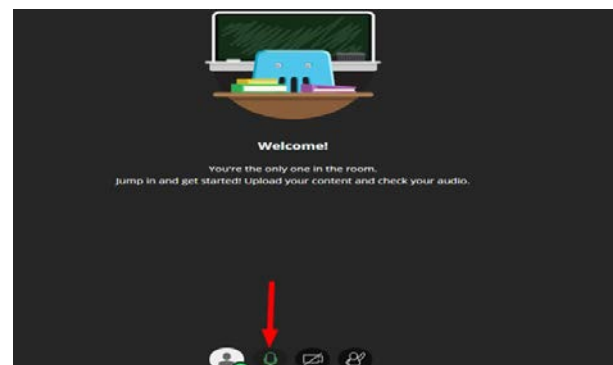 Welcome!
You're the only one in the room.
Jump in and get started! Upload your content and check your audio.